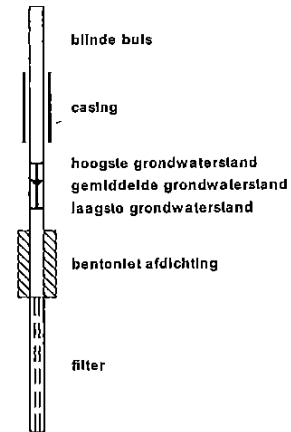 blinde buis
casing
hoogste grondwaterstand
gemiddelde grondwaterstand
laagste grondwaterstand
bentoniet afdichting
filter